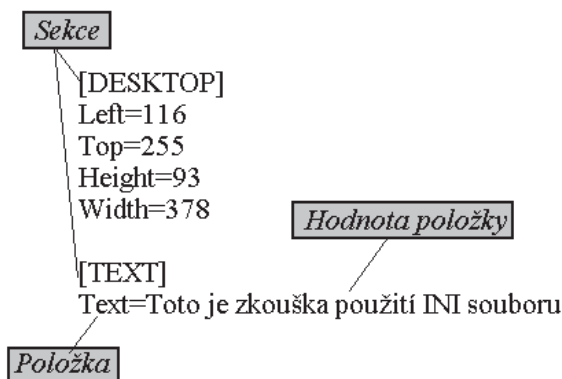 Sekce
[DESKTOP]
Left=116
Top=255
Height=93
Width=378
Hodnota položky
[TEXT]
Text=Toto je zkouška použití INI souboru
Položka